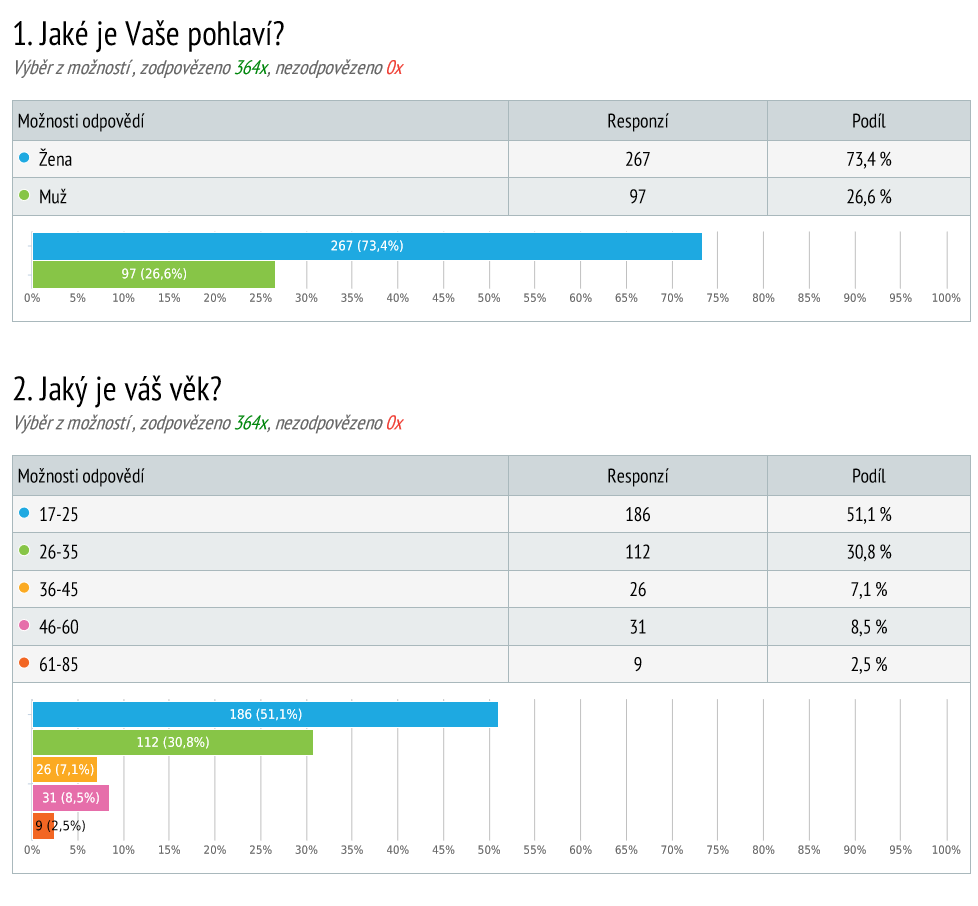 1. Jaké je Vaše pohlaví?
Výběr z možností , zodpovězeno 364x, nezodpovězeno 0x
Možnosti odpovědí Responzí Podíl
Žena 267 73,4 %
Muž 97 26,6 %
267 (73,4%)
97 (26,6%)
0% 5% 10% 15% 20% 25% 30% 35% 40% 45% 50% 55% 60% 65% 70% 75% 80% 85% 90% 95% 100%
2. Jaký je váš věk?
Výběr z možností , zodpovězeno 364x, nezodpovězeno 0x
Možnosti odpovědí Responzí Podíl
17-25 186 51,1 %
26-35 112 30,8 %
36-45 26 7,1 %
46-60 31 8,5 %
61-85 9 2,5 %
186 (51,1%)
112 (30,8%)
26 (7,1%)
31 (8,5%)
9 (2,5%)
0% 5% 10% 15% 20% 25% 30% 35% 40% 45% 50% 55% 60% 65% 70% 75% 80% 85% 90% 95% 100%